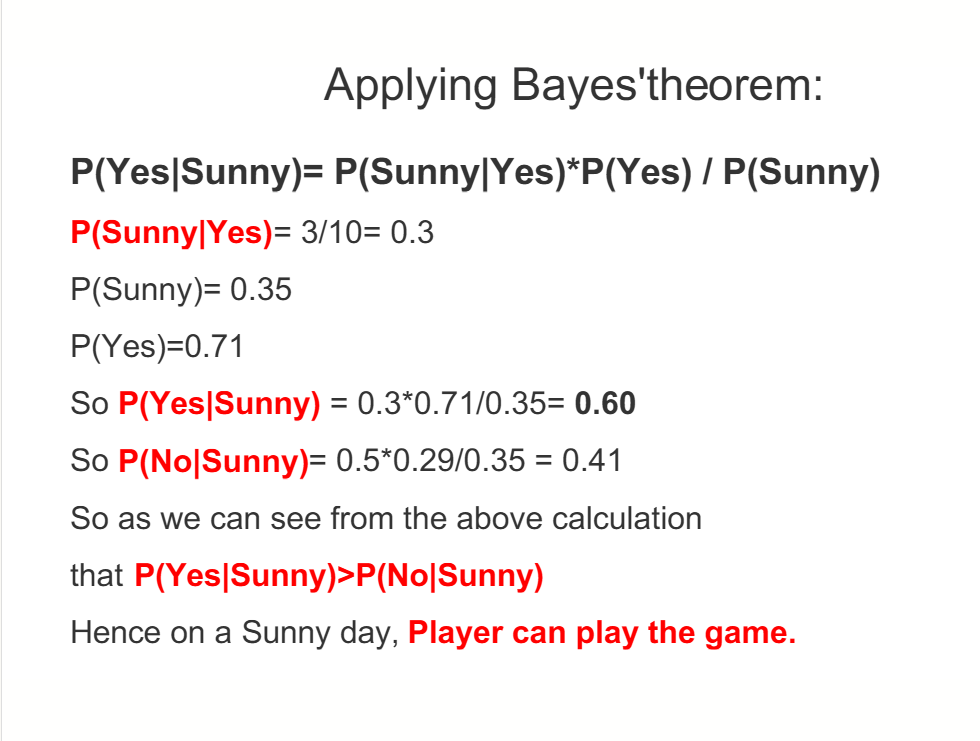 Applying Bayes'theorem:
P(Yes|Sunny)= P(Sunny|Yes)*P(Yes) / P(Sunny)
P(Sunny|Yes)= 3/10= 0.3
P(Sunny)= 0.35
P(Yes)=0.71
So P(Yes|Sunny) = 0.3*0.71/0.35= 0.60
So P(No|Sunny)= 0.5*0.29/0.35 = 0.41
So as we can see from the above calculation
that P(Yes|Sunny)>P(No|Sunny)
Hence on a Sunny day, Player can play the game.